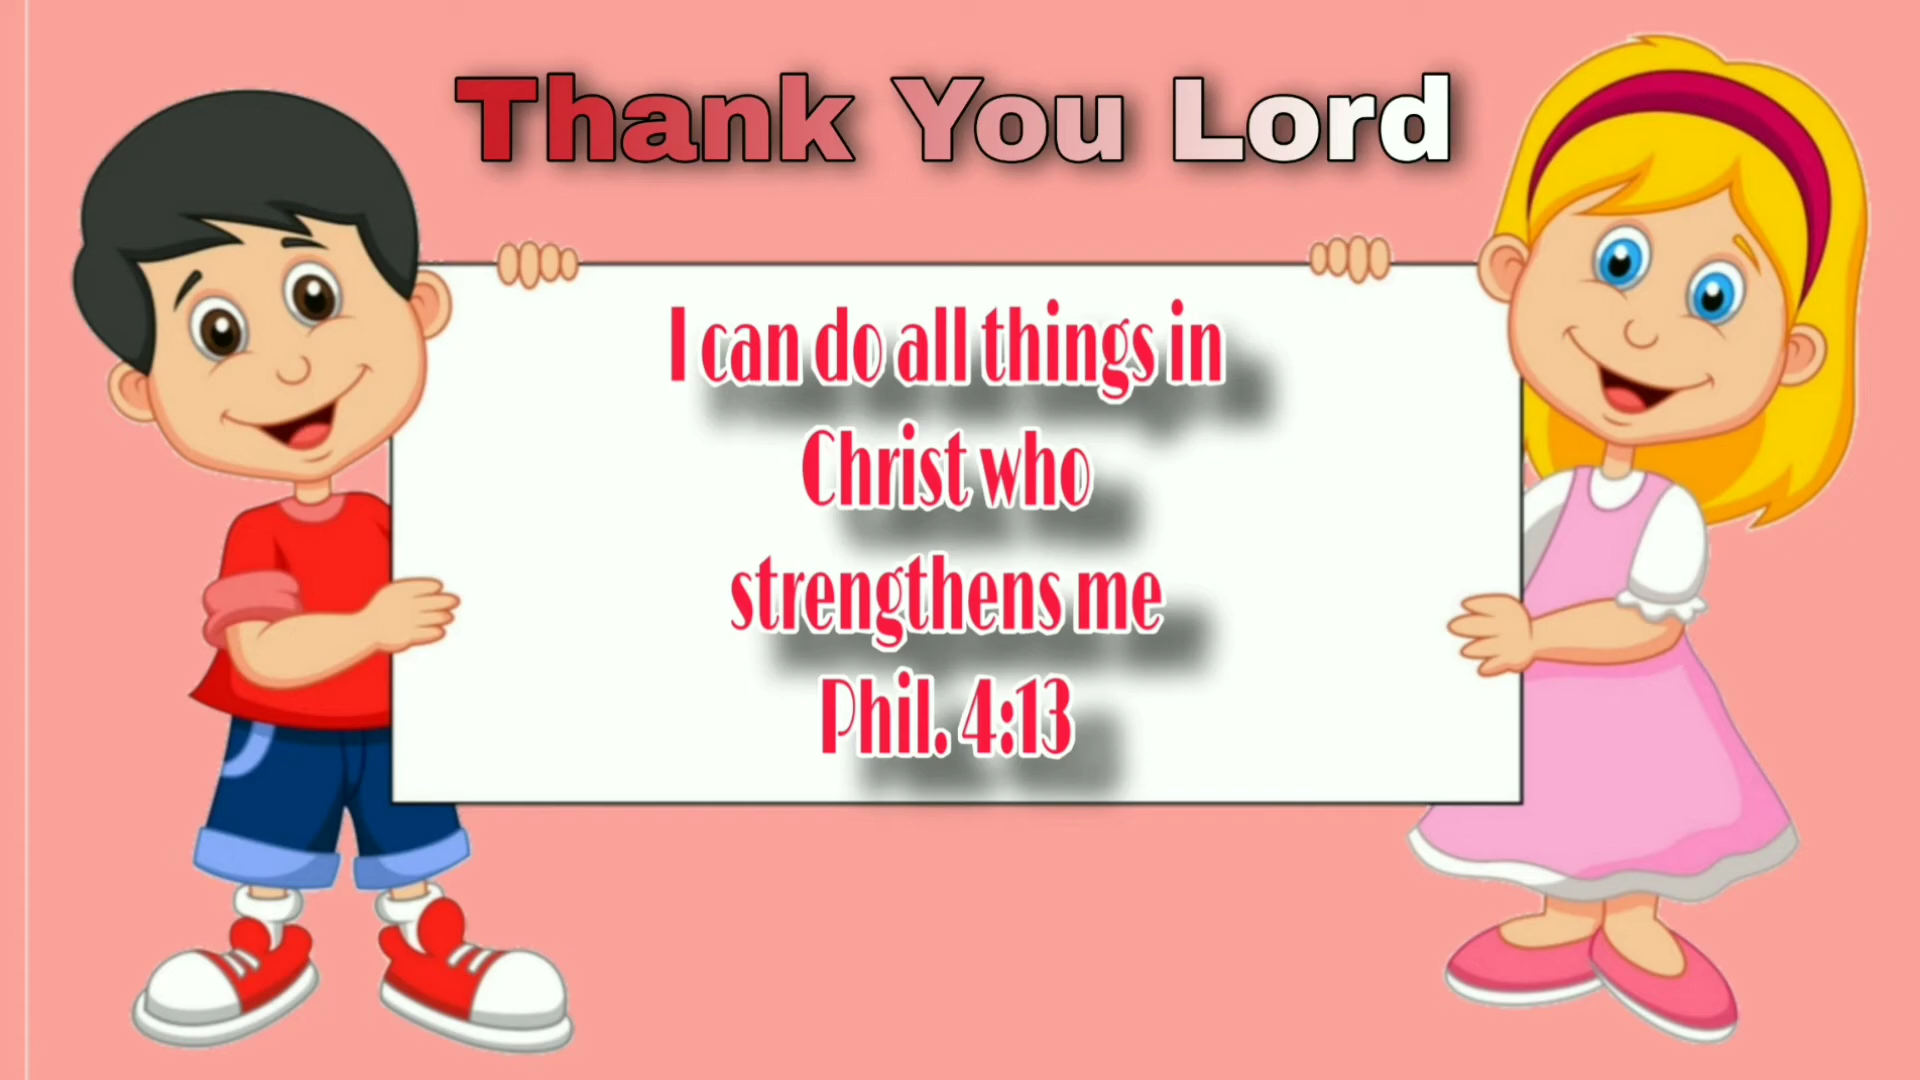 Thank You Lord
I can do all things in
Christ who
strengthens me
Phil. 4:13